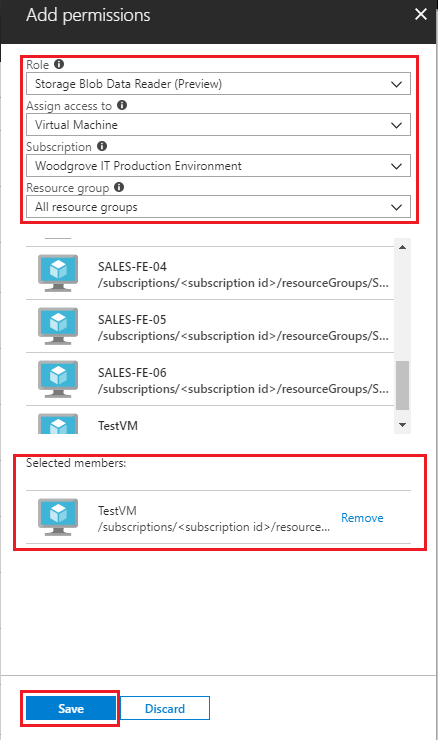 Add permissions
Role
Storage Blob Data Reader (Preview)
Assign access to
Virtual Machine
Subscription
Woodgrove IT Production Environment
Resource group
All resource groups
SALES-FE-04
/subscriptions/<subscription id>/resourceGroups/S...
SALES-FE-05
/subscriptions/<subscription id>/resourceGroups/S...
SALES-FE-06
/subscriptions/<subscription id>/resourceGroups/S...
TestVM
Selected members:
TestVM
/subscriptions/<subscription id>/resource...
Remove
Save
Discard